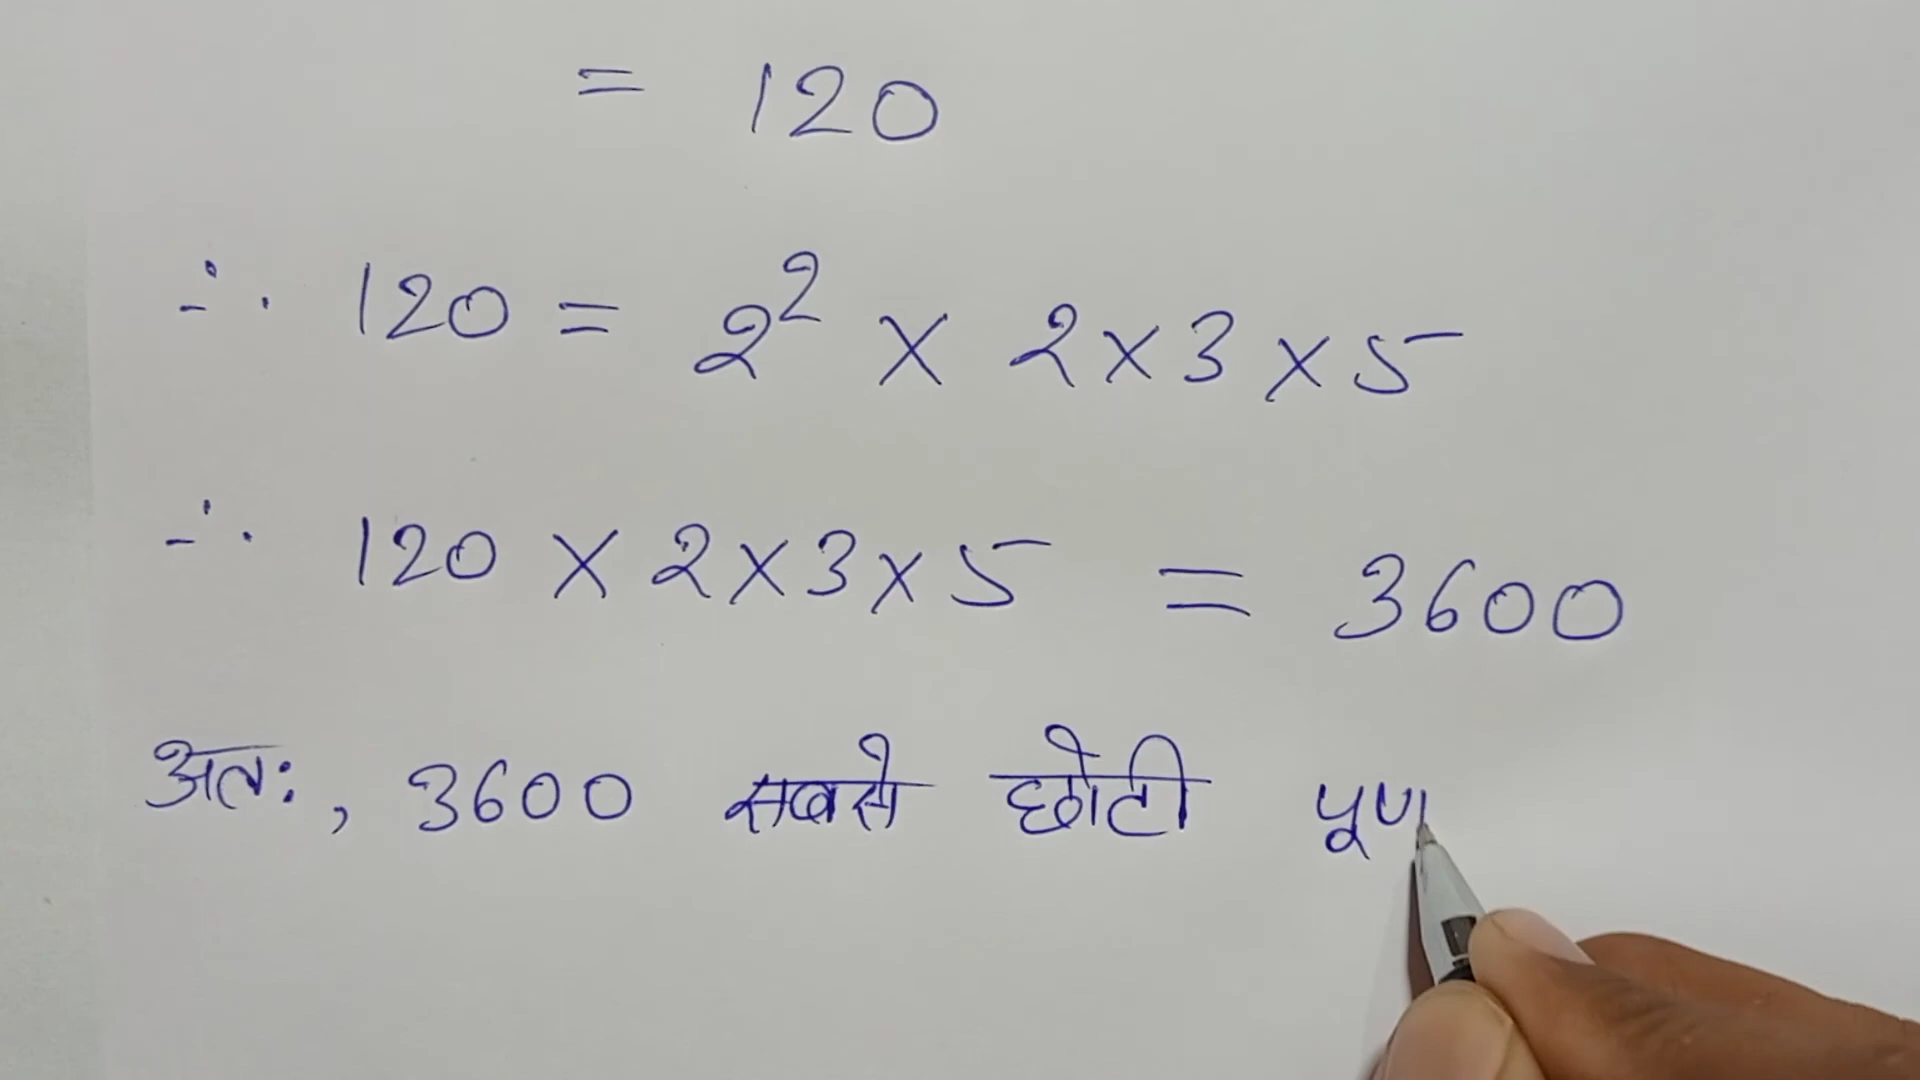 = 120
∴ 120 = 2² × 2 × 3 × 5
∴ 120 × 2 × 3 × 5 = 3600
अतः, 3600 सबसे छोटी पूण